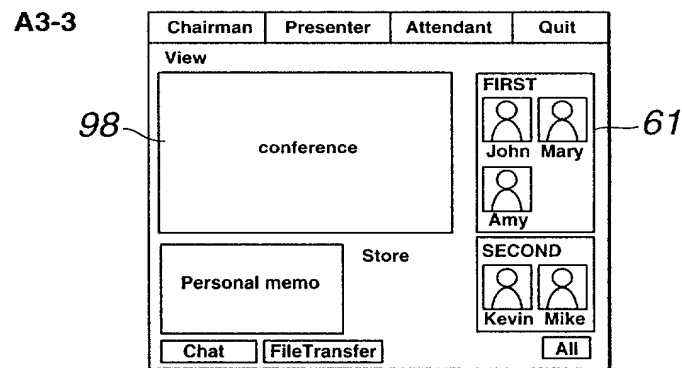 A3-3
Chairman Presenter Attendant Quit
View
98
conference
FIRST
John Mary
Amy
61
Store
Personal memo
SECOND
Kevin Mike
Chat FileTransfer All